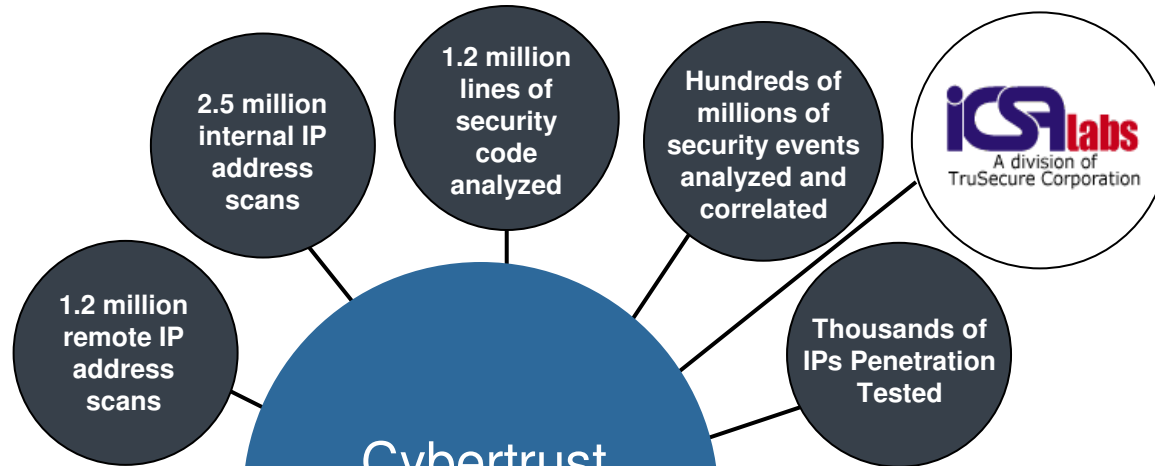 1.2 million
remote IP
address
scans
2.5 million
internal IP
address
scans
1.2 million
lines of
security
code
analyzed
Hundreds of
millions of
security events
analyzed and
correlated
iCSA labs
A division of
TruSecure Corporation
Thousands of
IPs Penetration
Tested
Cybertrust